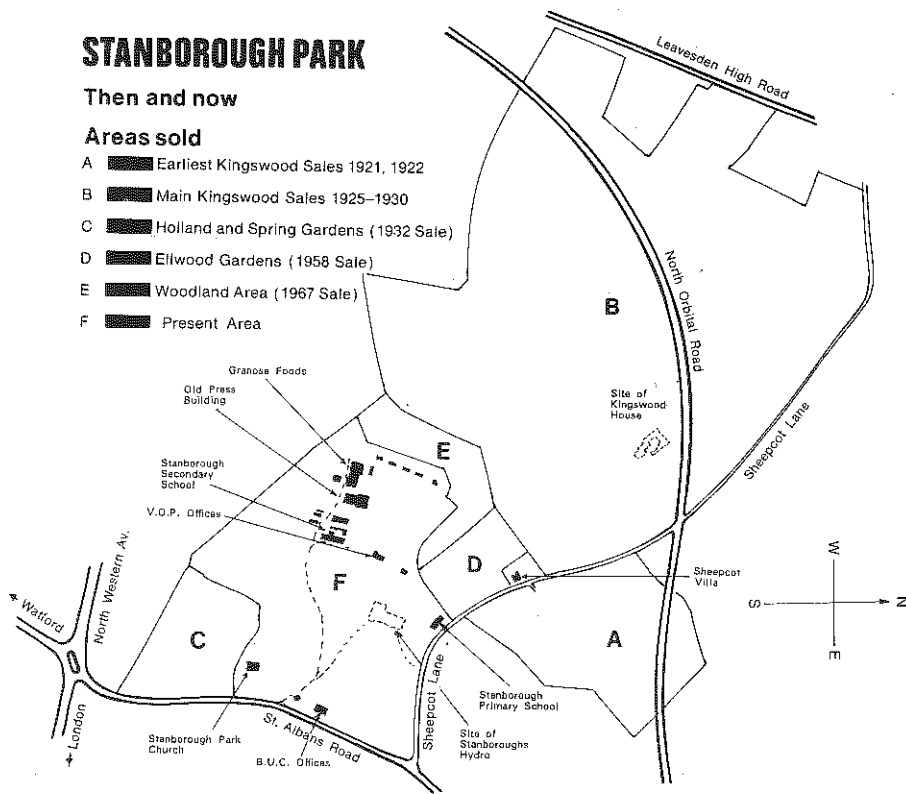 STANBOROUGH PARK
Then and now
Areas sold
A Earliest Kingswood Sales 1921, 1922
B Main Kingswood Sales 1925–1930
C Holland and Spring Gardens (1932 Sale)
D Ellwood Gardens (1958 Sale)
E Woodland Area (1967 Sale)
F Present Area
Leavesden High Road
North Orbital Road
B
Site of
Kingswood
House
Sheepcot Lane
Granose Foods
Old Press
Building
E
Stanborough
Secondary
School
V.O.P. Offices
D
Sheepcot
Villa
F
W
S
N
E
North Western Av.
Watford
C
A
Sheepcot Lane
Stanborough
Primary School
London
Stanborough Park
Church
St. Albans Road
B.U.C. Offices
Site of
Stanboroughs
Hydro